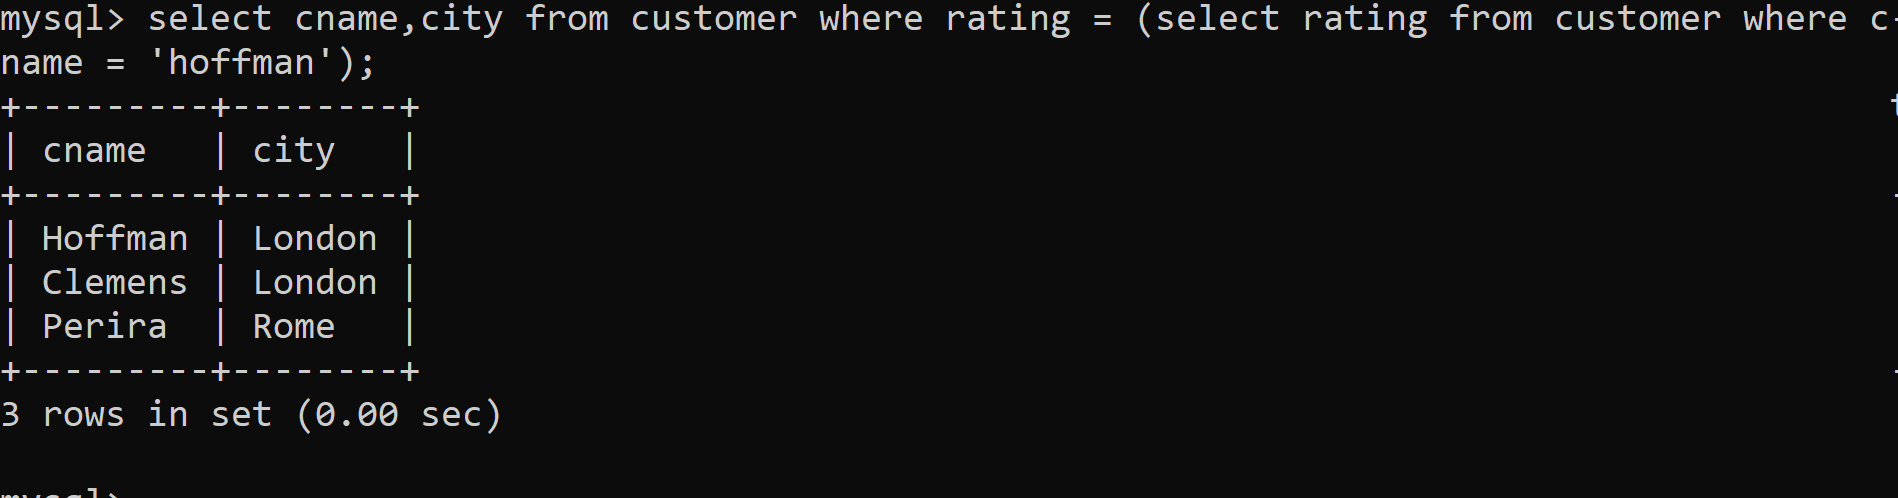 mysql> select cname,city from customer where rating = (select rating from customer where c
name = 'hoffman');
+---------+--------+
| cname   | city   |
+---------+--------+
| Hoffman | London |
| Clemens | London |
| Perira  | Rome   |
+---------+--------+
3 rows in set (0.00 sec)
mysql>